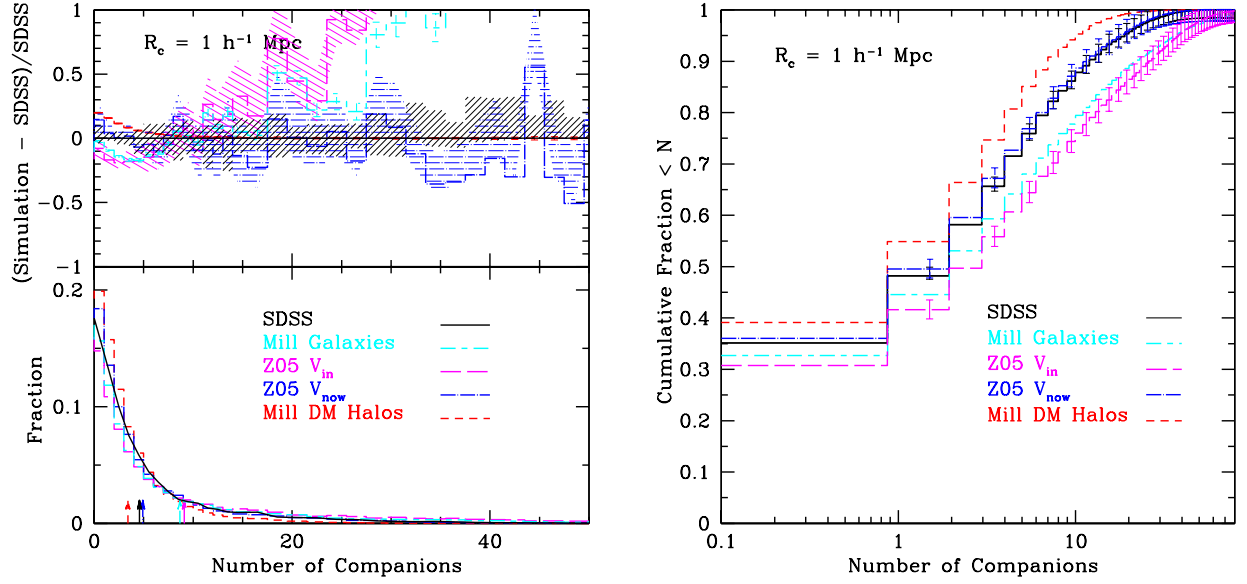 R_c = 1 h⁻¹ Mpc
(Simulation − SDSS)/SDSS
1
0.5
0
−0.5
−1
0.2
0.1
0
Fraction
SDSS
Mill Galaxies
Z05 V_in
Z05 V_now
Mill DM Halos
0 20 40
Number of Companions
R_c = 1 h⁻¹ Mpc
Cumulative Fraction < N
1
0.9
0.8
0.7
0.6
0.5
0.4
0.3
0.2
0.1
0
SDSS
Mill Galaxies
Z05 V_in
Z05 V_now
Mill DM Halos
0.1 1 10
Number of Companions